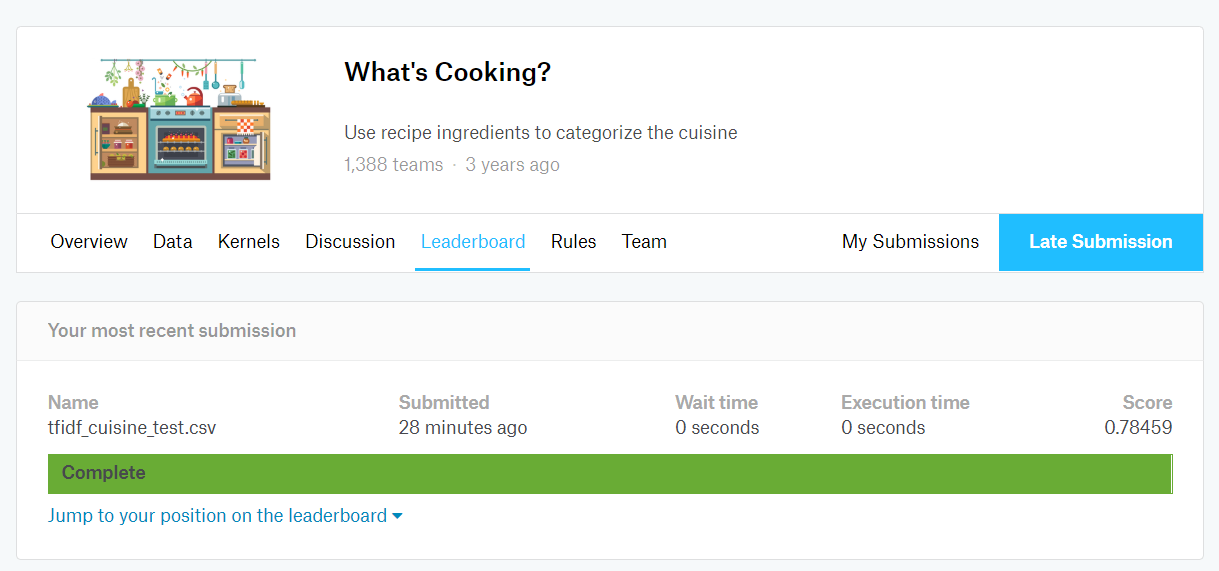 What's Cooking?
Use recipe ingredients to categorize the cuisine
1,388 teams · 3 years ago
Overview Data Kernels Discussion Leaderboard Rules Team My Submissions Late Submission
Your most recent submission
Name Submitted Wait time Execution time Score
tfidf_cuisine_test.csv 28 minutes ago 0 seconds 0 seconds 0.78459
Complete
Jump to your position on the leaderboard